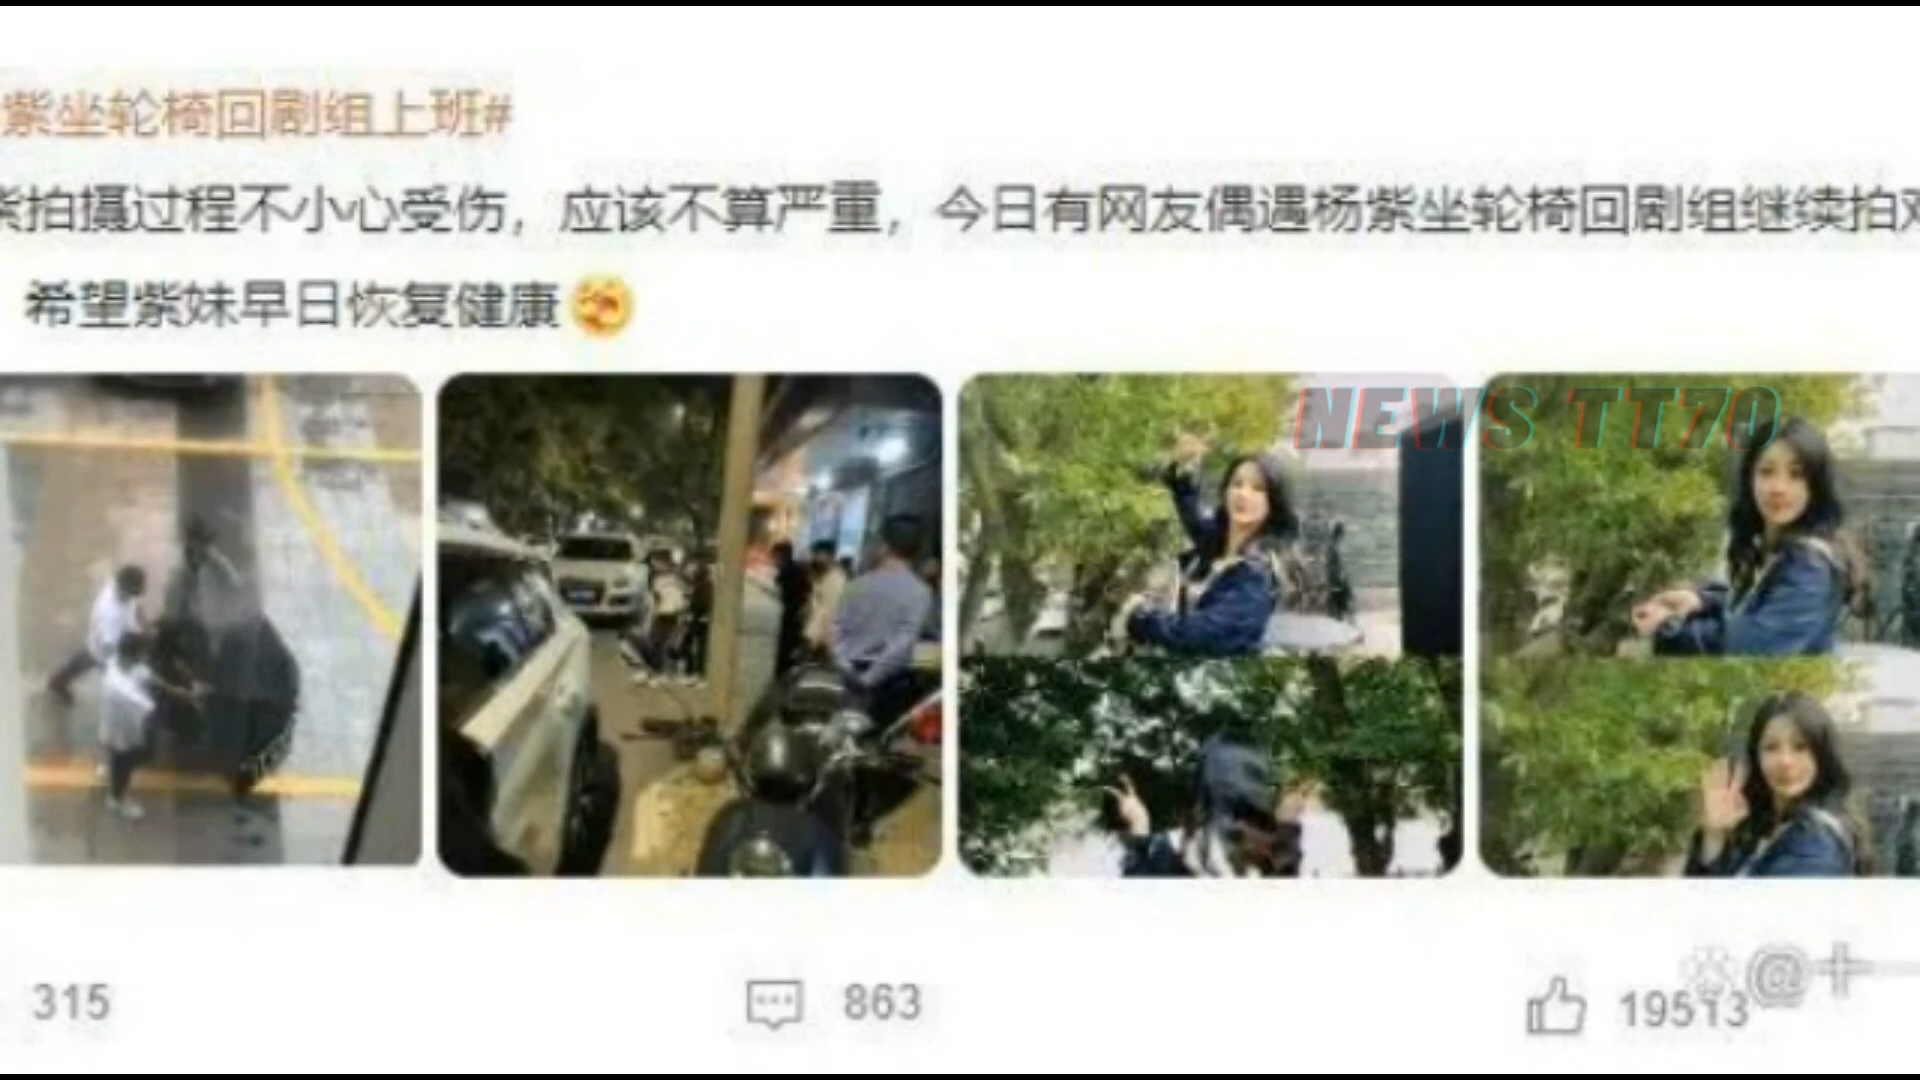 紫坐轮椅回剧组上班#
紫拍摄过程不小心受伤，应该不算严重，今日有网友偶遇杨紫坐轮椅回剧组继续拍戏
希望紫妹早日恢复健康
NEWS TT70
315
863
19513
@十一